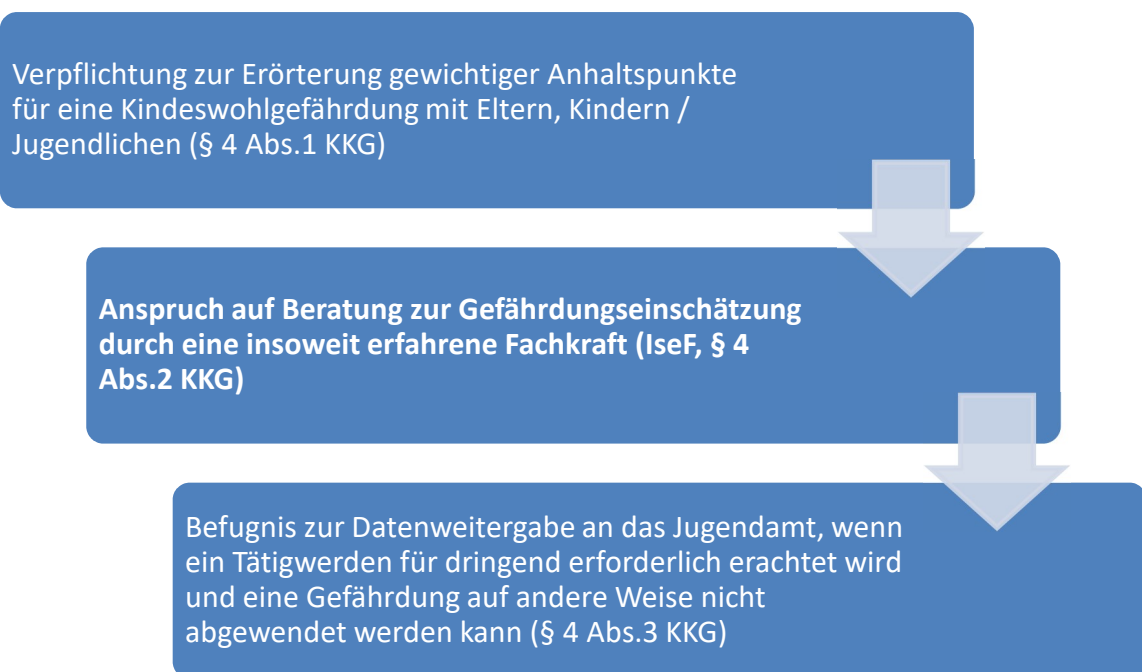 Verpflichtung zur Erörterung gewichtiger Anhaltspunkte
für eine Kindeswohlgefährdung mit Eltern, Kindern /
Jugendlichen (§ 4 Abs.1 KKG)
Anspruch auf Beratung zur Gefährdungseinschätzung
durch eine insoweit erfahrene Fachkraft (IseF, § 4
Abs.2 KKG)
Befugnis zur Datenweitergabe an das Jugendamt, wenn
ein Tätigwerden für dringend erforderlich erachtet wird
und eine Gefährdung auf andere Weise nicht
abgewendet werden kann (§ 4 Abs.3 KKG)